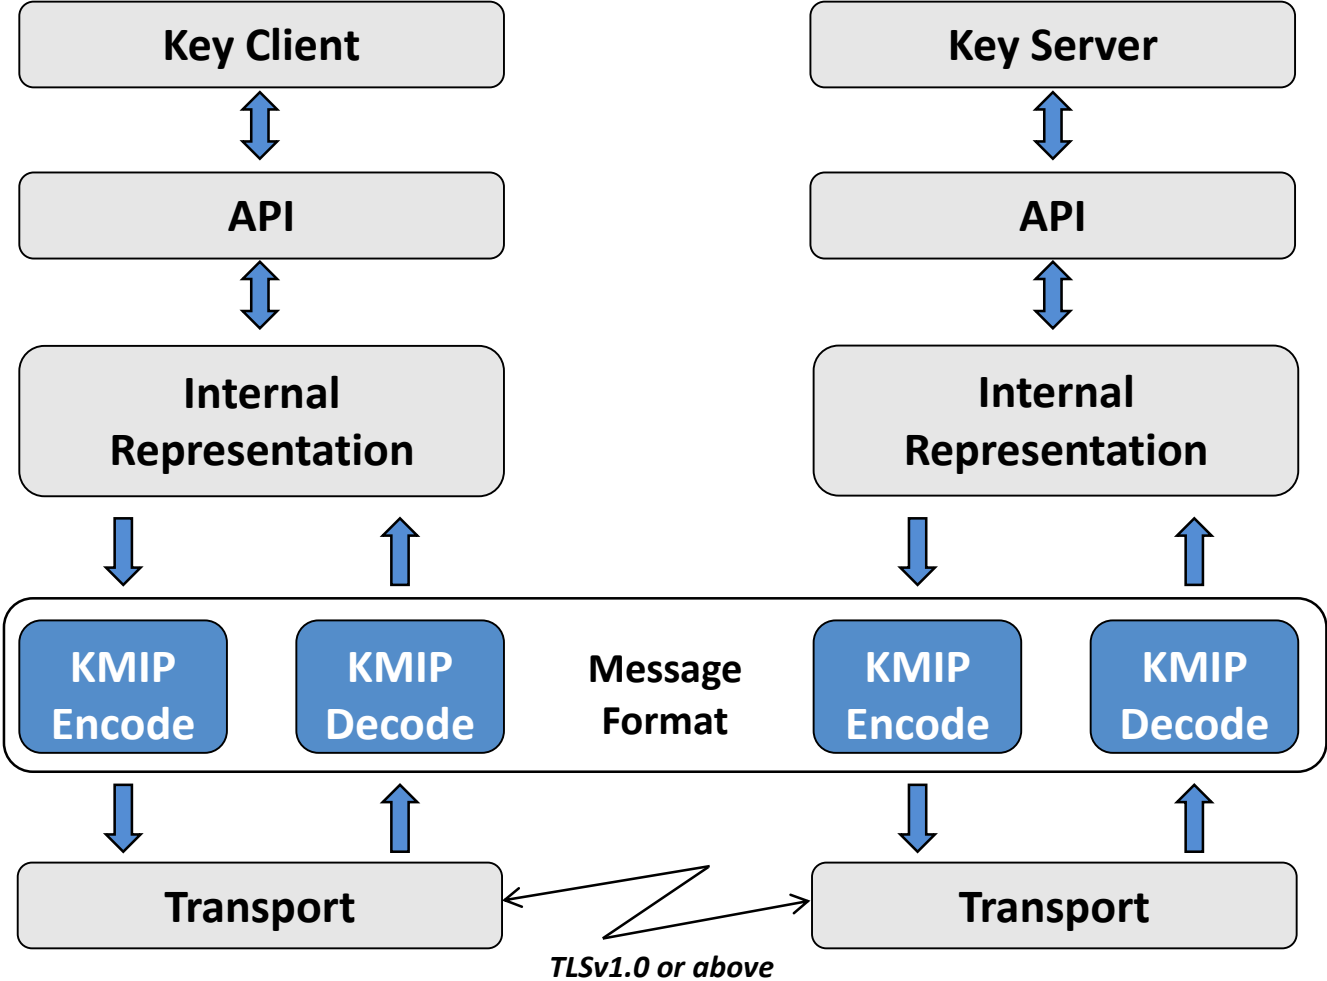 Key Client
Key Server
API
API
Internal
Representation
Internal
Representation
KMIP
Encode
KMIP
Decode
Message
Format
KMIP
Encode
KMIP
Decode
Transport
Transport
TLSv1.0 or above